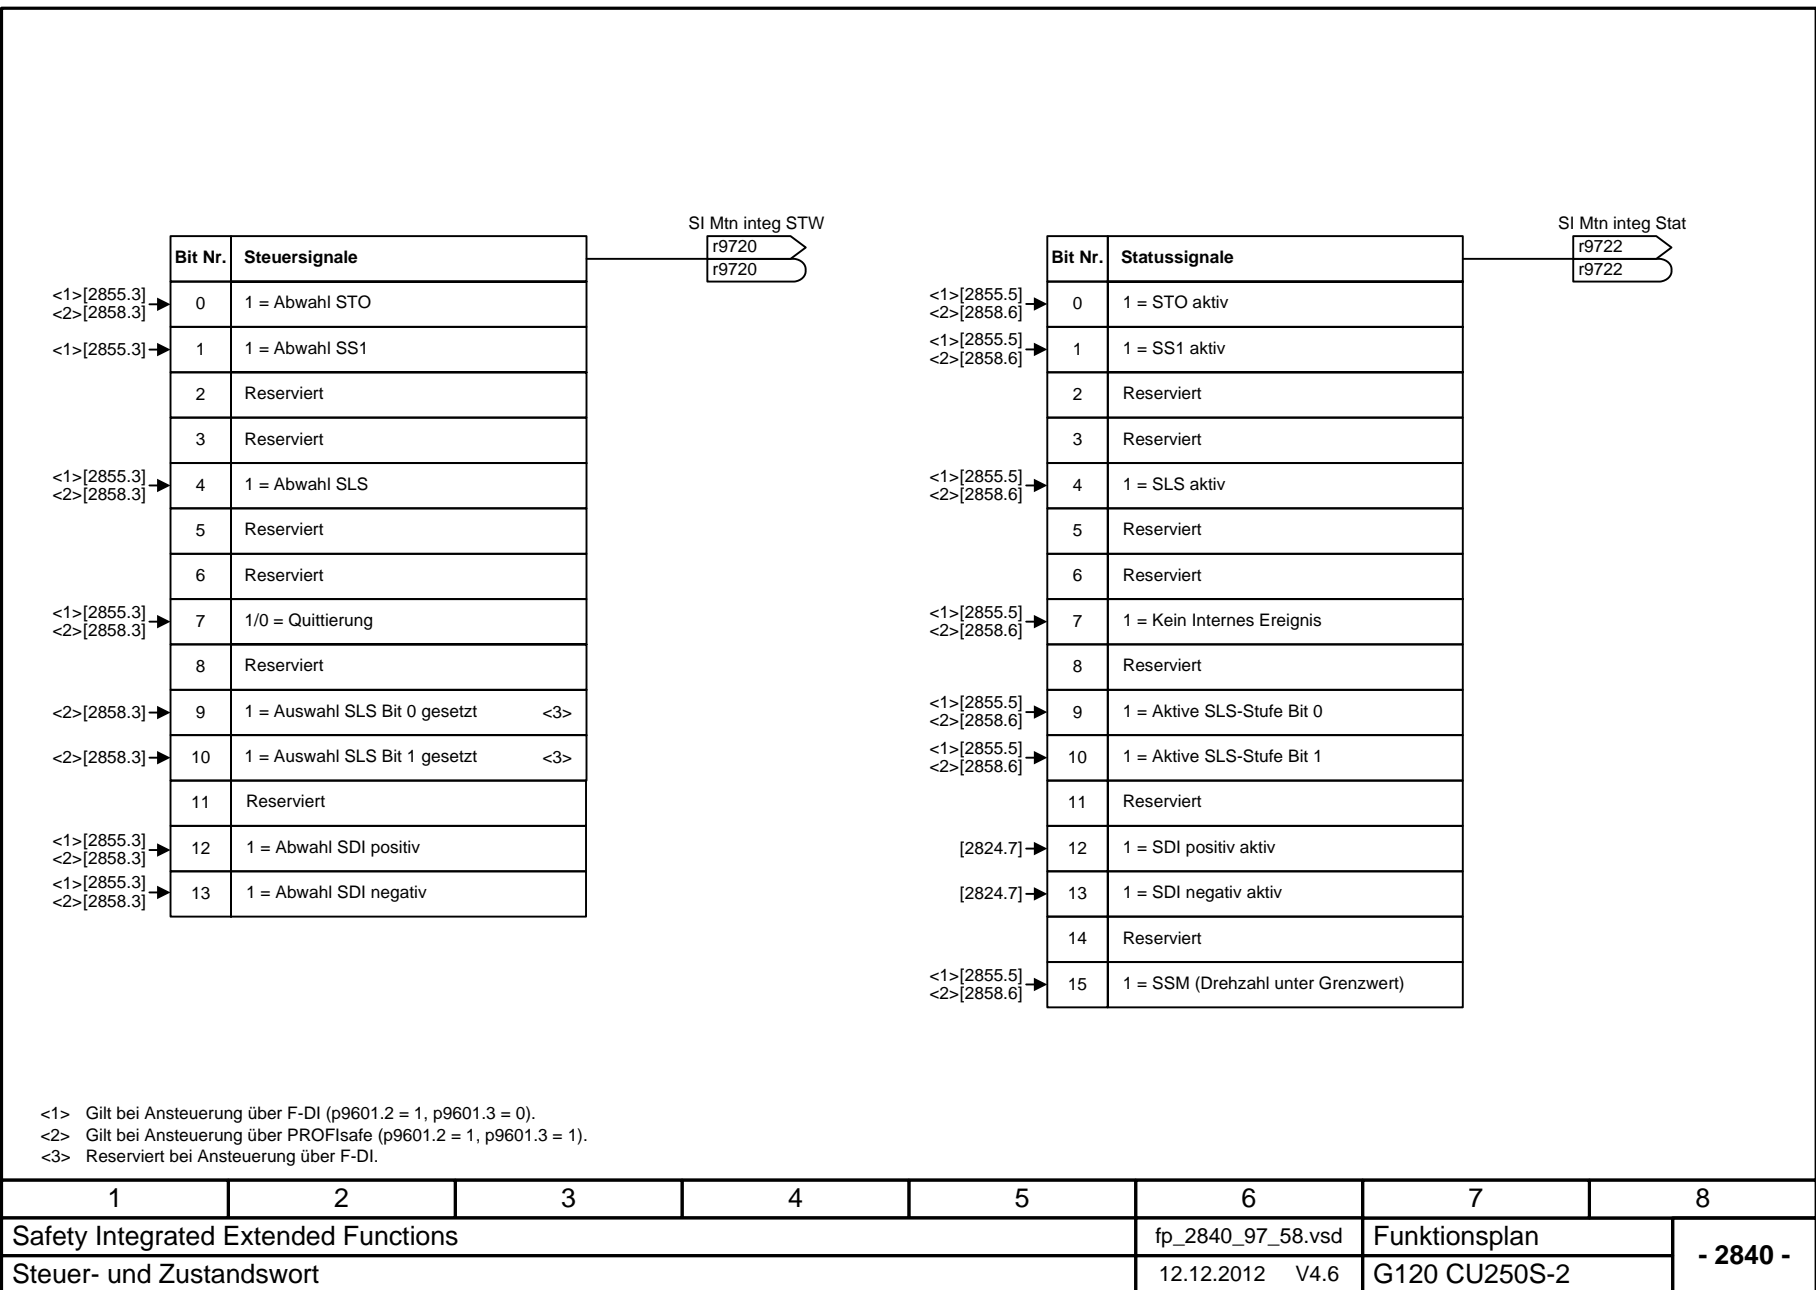 SI Mtn integ STW
r9720
r9720
Bit Nr. Steuersignale
<1>[2855.3]
<2>[2858.3]
0 1 = Abwahl STO
<1>[2855.3] 1 1 = Abwahl SS1
2 Reserviert
3 Reserviert
<1>[2855.3]
<2>[2858.3]
4 1 = Abwahl SLS
5 Reserviert
6 Reserviert
<1>[2855.3]
<2>[2858.3]
7 1/0 = Quittierung
8 Reserviert
<2>[2858.3] 9 1 = Auswahl SLS Bit 0 gesetzt <3>
<2>[2858.3] 10 1 = Auswahl SLS Bit 1 gesetzt <3>
11 Reserviert
<1>[2855.3]
<2>[2858.3]
12 1 = Abwahl SDI positiv
<1>[2855.3]
<2>[2858.3]
13 1 = Abwahl SDI negativ
SI Mtn integ Stat
r9722
r9722
Bit Nr. Statussignale
<1>[2855.5]
<2>[2858.6]
0 1 = STO aktiv
<1>[2855.5]
<2>[2858.6]
1 1 = SS1 aktiv
2 Reserviert
3 Reserviert
<1>[2855.5]
<2>[2858.6]
4 1 = SLS aktiv
5 Reserviert
6 Reserviert
<1>[2855.5]
<2>[2858.6]
7 1 = Kein Internes Ereignis
8 Reserviert
<1>[2855.5]
<2>[2858.6]
9 1 = Aktive SLS-Stufe Bit 0
<1>[2855.5]
<2>[2858.6]
10 1 = Aktive SLS-Stufe Bit 1
11 Reserviert
[2824.7] 12 1 = SDI positiv aktiv
[2824.7] 13 1 = SDI negativ aktiv
14 Reserviert
<1>[2855.5]
<2>[2858.6]
15 1 = SSM (Drehzahl unter Grenzwert)
<1> Gilt bei Ansteuerung über F-DI (p9601.2 = 1, p9601.3 = 0).
<2> Gilt bei Ansteuerung über PROFIsafe (p9601.2 = 1, p9601.3 = 1).
<3> Reserviert bei Ansteuerung über F-DI.
1 2 3 4 5 6 7 8
Safety Integrated Extended Functions fp_2840_97_58.vsd Funktionsplan
- 2840 -
Steuer- und Zustandswort 12.12.2012 V4.6 G120 CU250S-2